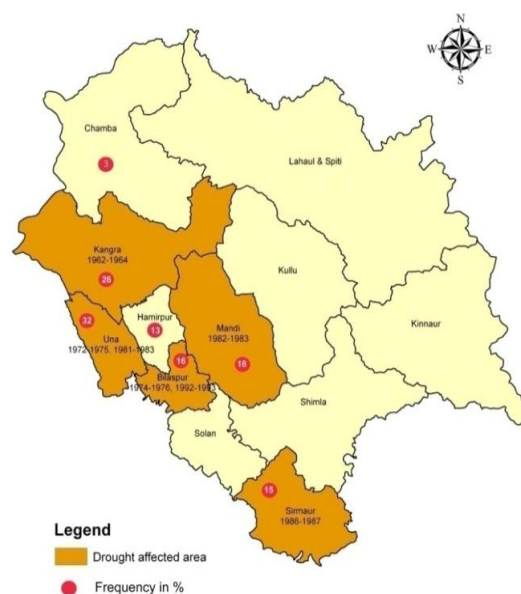 N
W E
S
Chamba
3
Lahaul & Spiti
Kangra
1962-1964
26
Kullu
Kinnaur
32
Una
1972-1975, 1981-1983
Hamirpur
13
Mandi
1982-1983
18
16
Bilaspur
1974-1976, 1992-1993
Shimla
Solan
15
Sirmaur
1986-1987
Legend
Drought affected area
Frequency in %